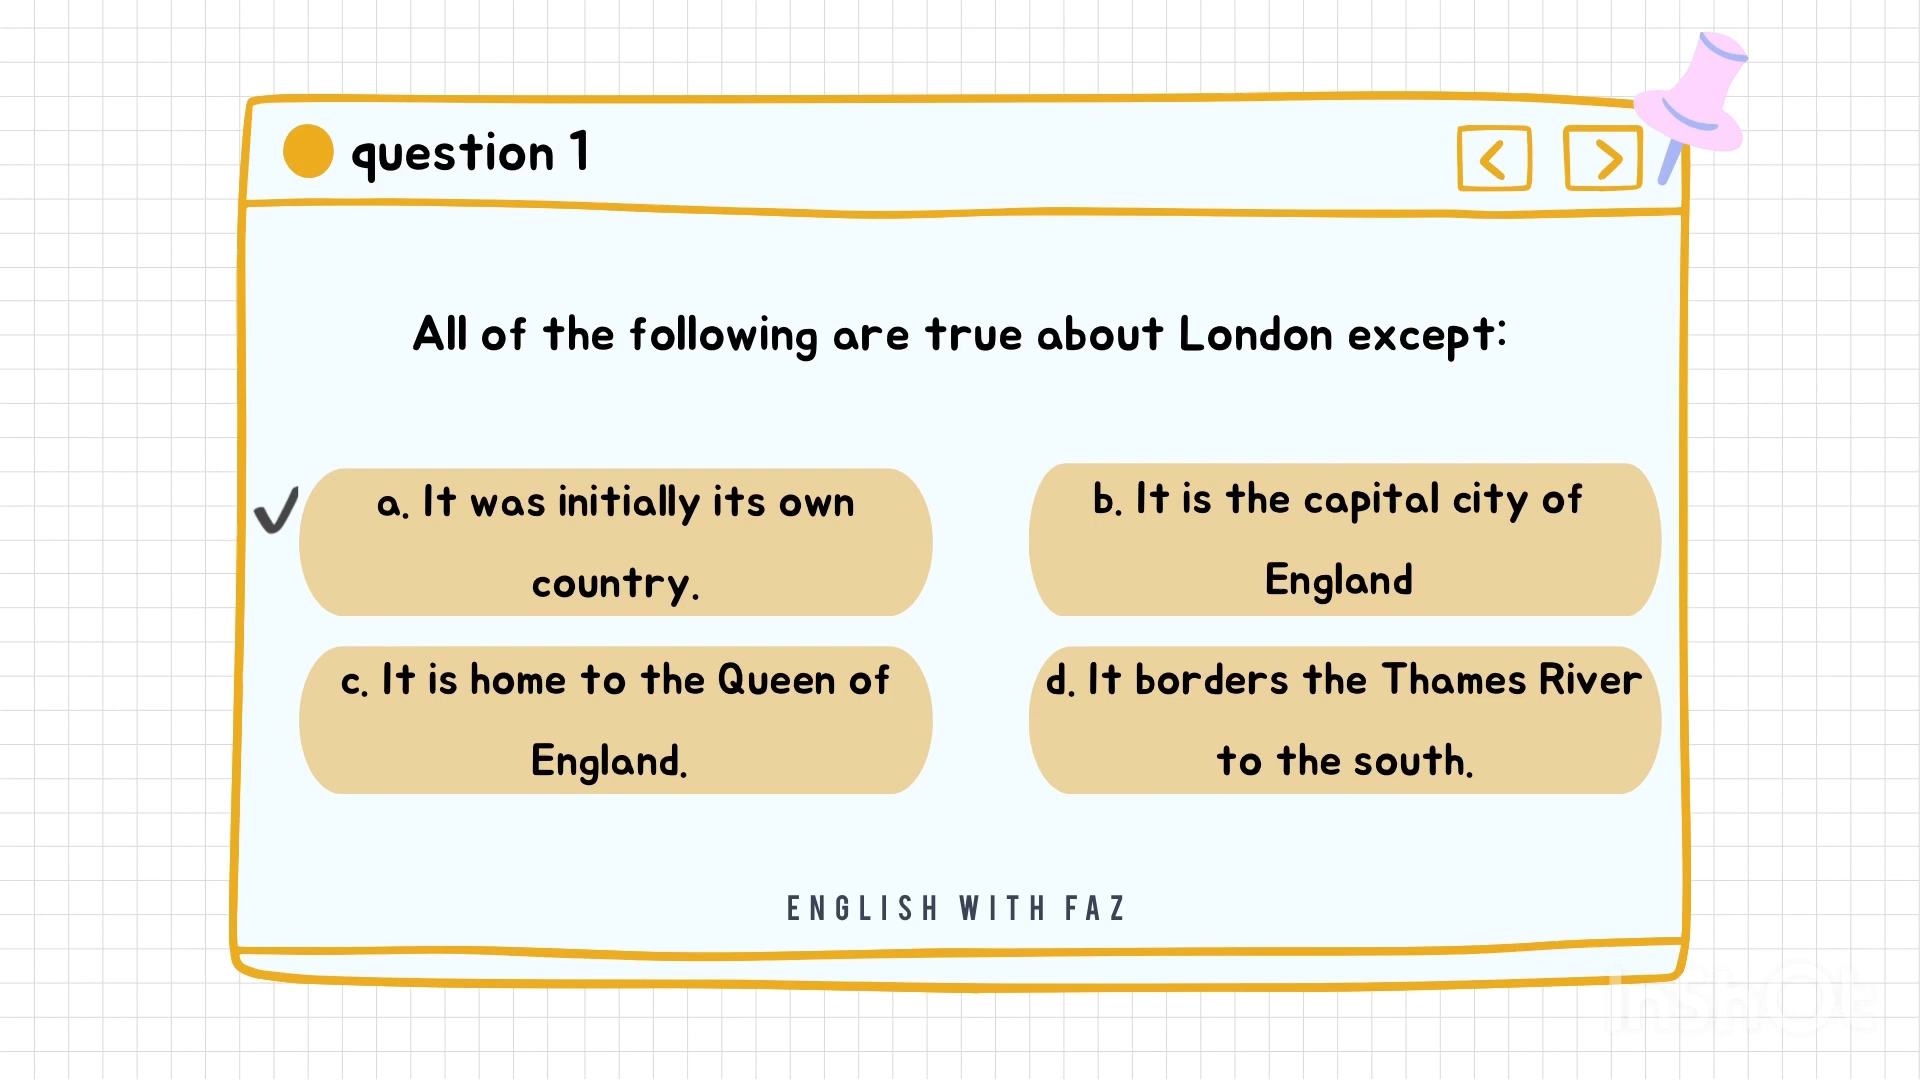 question 1
All of the following are true about London except:
a. It was initially its own
country.
b. It is the capital city of
England
c. It is home to the Queen of
England.
d. It borders the Thames River
to the south.
ENGLISH WITH FAZ
InShOt